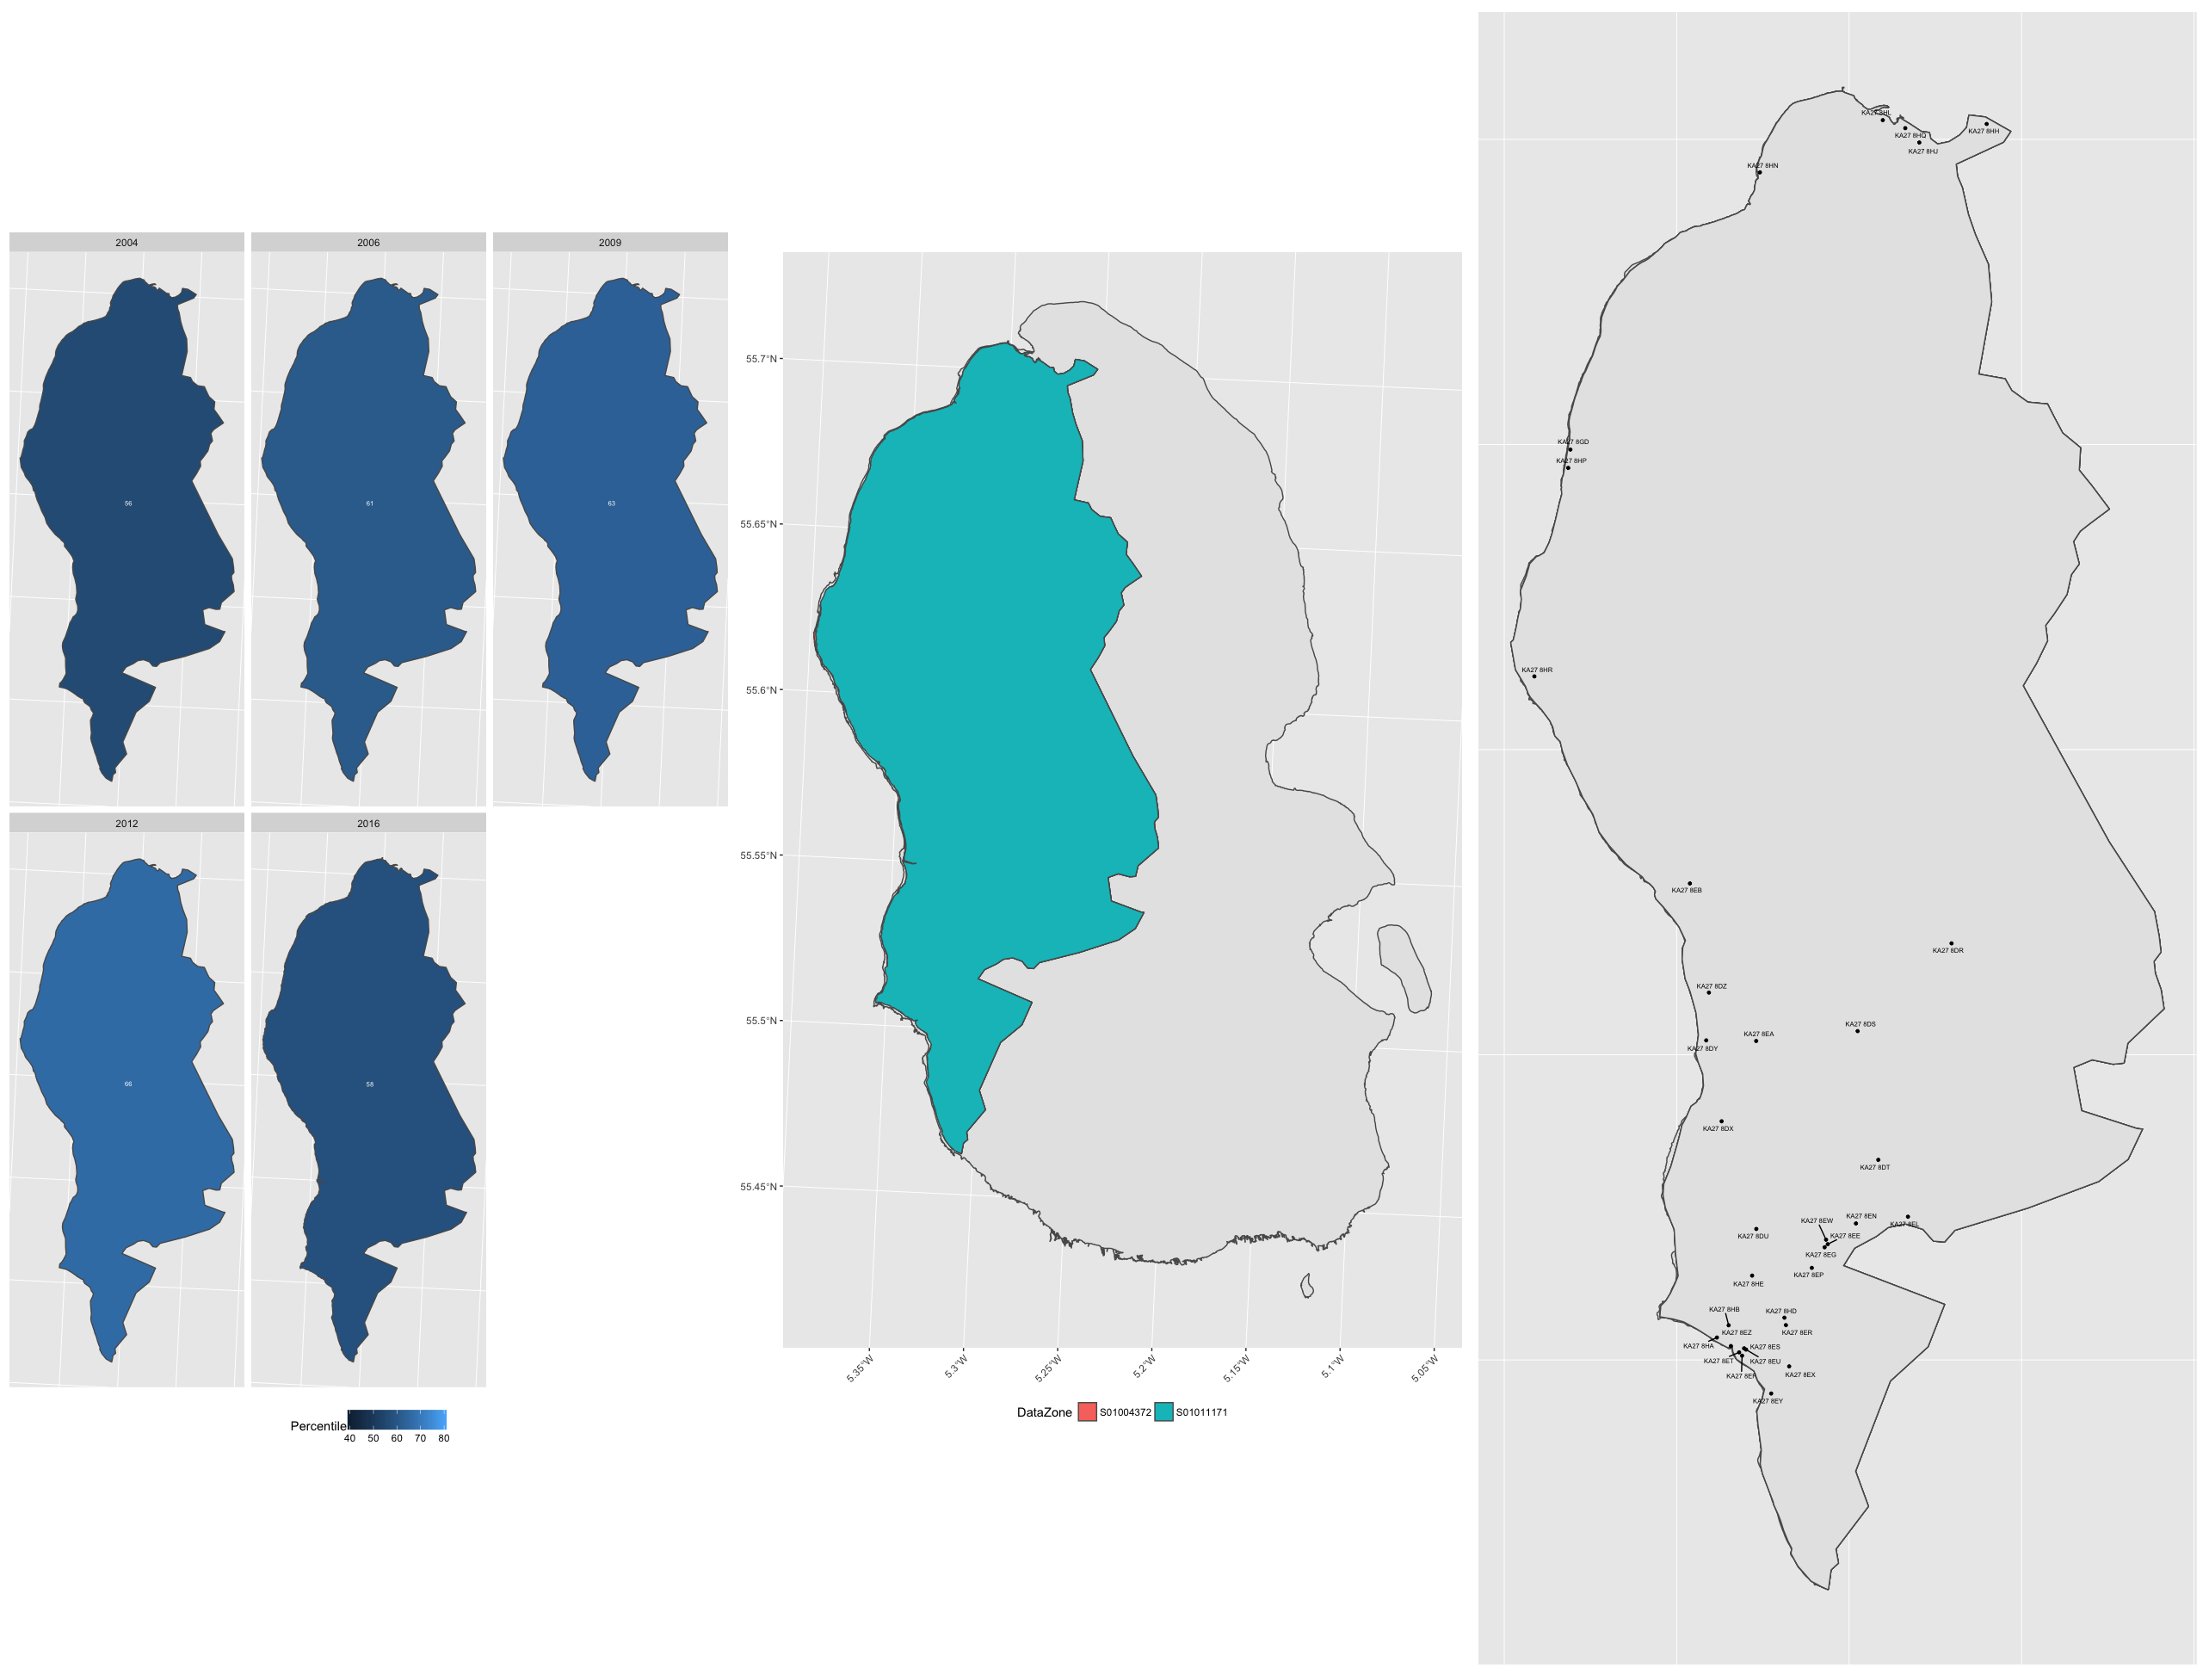 2004
2006
2009
56
61
63
2012
2016
66
58
Percentile
40 50 60 70 80
55.7°N
55.65°N
55.6°N
55.55°N
55.5°N
55.45°N
5.35°W
5.3°W
5.25°W
5.2°W
5.15°W
5.1°W
5.05°W
DataZone S01004372 S01011171
KA27 8HL
KA27 8HQ
KA27 8HH
KA27 8HJ
KA27 8HN
KA27 8GD
KA27 8HP
KA27 8HR
KA27 8EB
KA27 8DR
KA27 8DZ
KA27 8DS
KA27 8EA
KA27 8DY
KA27 8DX
KA27 8DT
KA27 8EN
KA27 8EW
KA27 8EL
KA27 8DU
KA27 8EE
KA27 8EG
KA27 8EP
KA27 8HE
KA27 8HB
KA27 8HD
KA27 8EZ
KA27 8ER
KA27 8HA
KA27 8ES
KA27 8ET
KA27 8EU
KA27 8EX
KA27 8EY